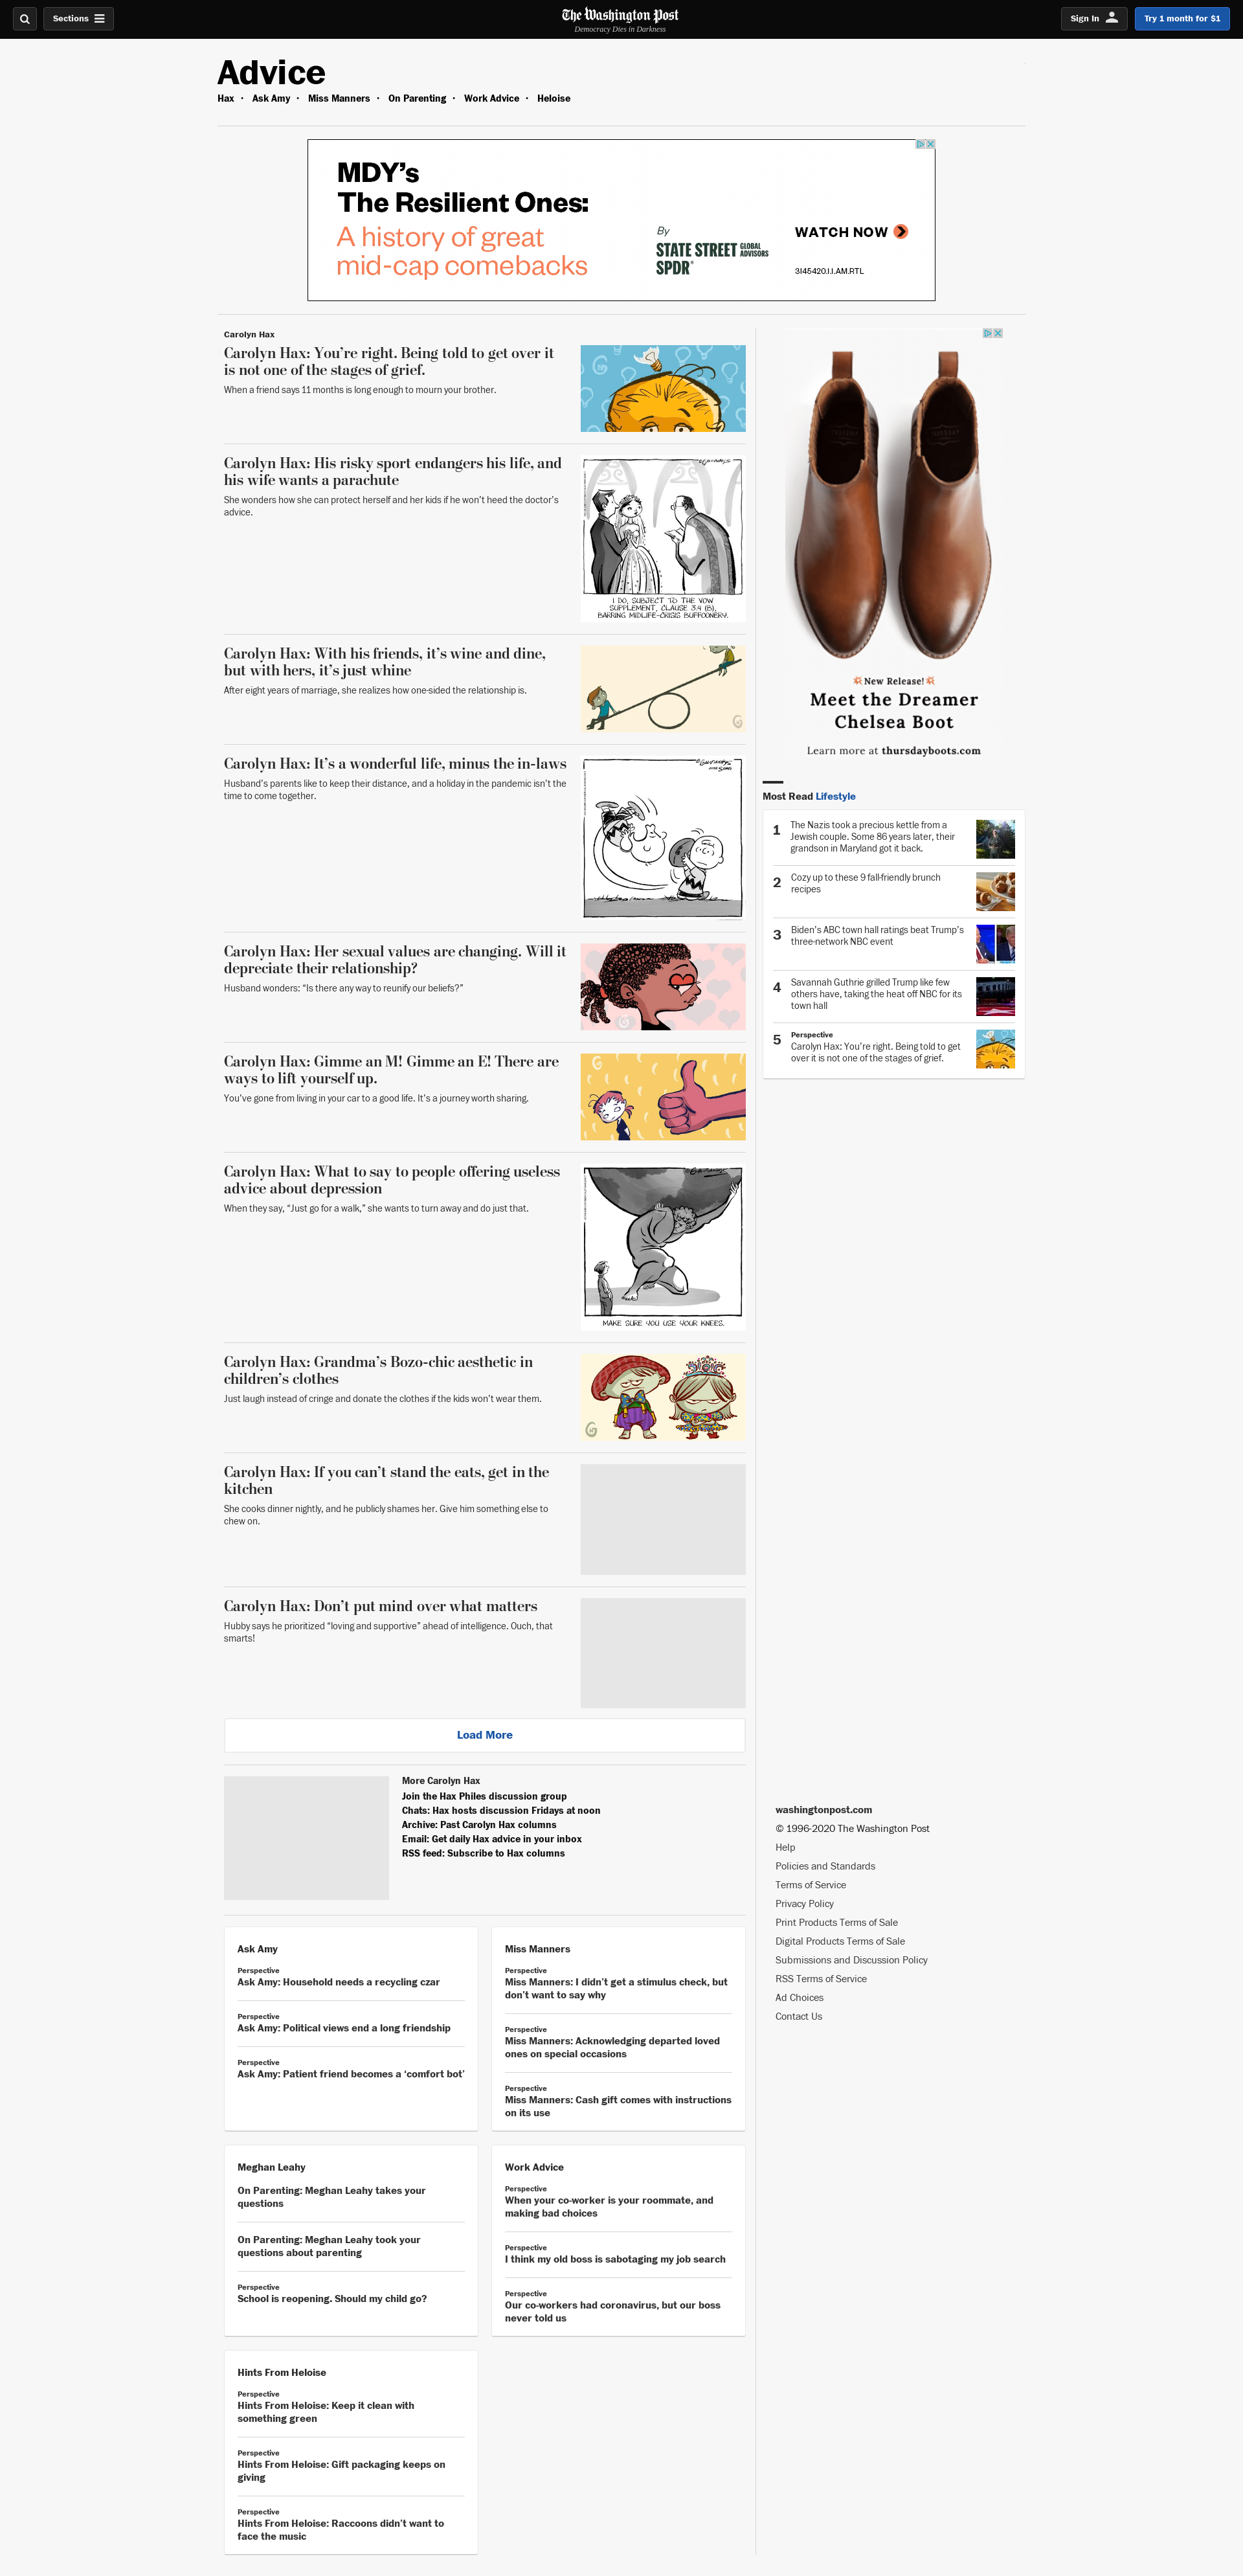 Sections
The Washington Post
Democracy Dies in Darkness
Sign In
Try 1 month for $1
Advice
Hax • Ask Amy • Miss Manners • On Parenting • Work Advice • Heloise
MDY's
The Resilient Ones:
A history of great
mid-cap comebacks
By
STATE STREET GLOBAL ADVISORS
SPDR®
WATCH NOW
3145420.1.1.AM.RTL
Carolyn Hax
Carolyn Hax: You’re right. Being told to get over it
is not one of the stages of grief.
When a friend says 11 months is long enough to mourn your brother.
Carolyn Hax: His risky sport endangers his life, and
his wife wants a parachute
She wonders how she can protect herself and her kids if he won’t heed the doctor’s
advice.
I DO, SUBJECT TO THE VOW
SUPPLEMENT, CLAUSE 3.4 (B),
BARRING MIDLIFE-CRISIS BUFFOONERY.
Carolyn Hax: With his friends, it’s wine and dine,
but with hers, it’s just whine
After eight years of marriage, she realizes how one-sided the relationship is.
Carolyn Hax: It’s a wonderful life, minus the in-laws
Husband’s parents like to keep their distance, and a holiday in the pandemic isn’t the
time to come together.
Carolyn Hax: Her sexual values are changing. Will it
depreciate their relationship?
Husband wonders: “Is there any way to reunify our beliefs?”
Carolyn Hax: Gimme an M! Gimme an E! There are
ways to lift yourself up.
You’ve gone from living in your car to a good life. It’s a journey worth sharing.
Carolyn Hax: What to say to people offering useless
advice about depression
When they say, “Just go for a walk,” she wants to turn away and do just that.
MAKE SURE YOU USE YOUR KNEES.
Carolyn Hax: Grandma’s Bozo-chic aesthetic in
children’s clothes
Just laugh instead of cringe and donate the clothes if the kids won’t wear them.
Carolyn Hax: If you can’t stand the eats, get in the
kitchen
She cooks dinner nightly, and he publicly shames her. Give him something else to
chew on.
Carolyn Hax: Don’t put mind over what matters
Hubby says he prioritized “loving and supportive” ahead of intelligence. Ouch, that
smarts!
Load More
More Carolyn Hax
Join the Hax Philes discussion group
Chats: Hax hosts discussion Fridays at noon
Archive: Past Carolyn Hax columns
Email: Get daily Hax advice in your inbox
RSS feed: Subscribe to Hax columns
Ask Amy
Perspective
Ask Amy: Household needs a recycling czar
Perspective
Ask Amy: Political views end a long friendship
Perspective
Ask Amy: Patient friend becomes a ‘comfort bot’
Miss Manners
Perspective
Miss Manners: I didn’t get a stimulus check, but
don’t want to say why
Perspective
Miss Manners: Acknowledging departed loved
ones on special occasions
Perspective
Miss Manners: Cash gift comes with instructions
on its use
Meghan Leahy
On Parenting: Meghan Leahy takes your
questions
On Parenting: Meghan Leahy took your
questions about parenting
Perspective
School is reopening. Should my child go?
Work Advice
Perspective
When your co-worker is your roommate, and
making bad choices
Perspective
I think my old boss is sabotaging my job search
Perspective
Our co-workers had coronavirus, but our boss
never told us
Hints From Heloise
Perspective
Hints From Heloise: Keep it clean with
something green
Perspective
Hints From Heloise: Gift packaging keeps on
giving
Perspective
Hints From Heloise: Raccoons didn’t want to
face the music
New Release!
Meet the Dreamer
Chelsea Boot
Learn more at thursdayboots.com
Most Read Lifestyle
1 The Nazis took a precious kettle from a
Jewish couple. Some 86 years later, their
grandson in Maryland got it back.
2 Cozy up to these 9 fall-friendly brunch
recipes
3 Biden’s ABC town hall ratings beat Trump’s
three-network NBC event
4 Savannah Guthrie grilled Trump like few
others have, taking the heat off NBC for its
town hall
5 Perspective
Carolyn Hax: You’re right. Being told to get
over it is not one of the stages of grief.
washingtonpost.com
© 1996-2020 The Washington Post
Help
Policies and Standards
Terms of Service
Privacy Policy
Print Products Terms of Sale
Digital Products Terms of Sale
Submissions and Discussion Policy
RSS Terms of Service
Ad Choices
Contact Us